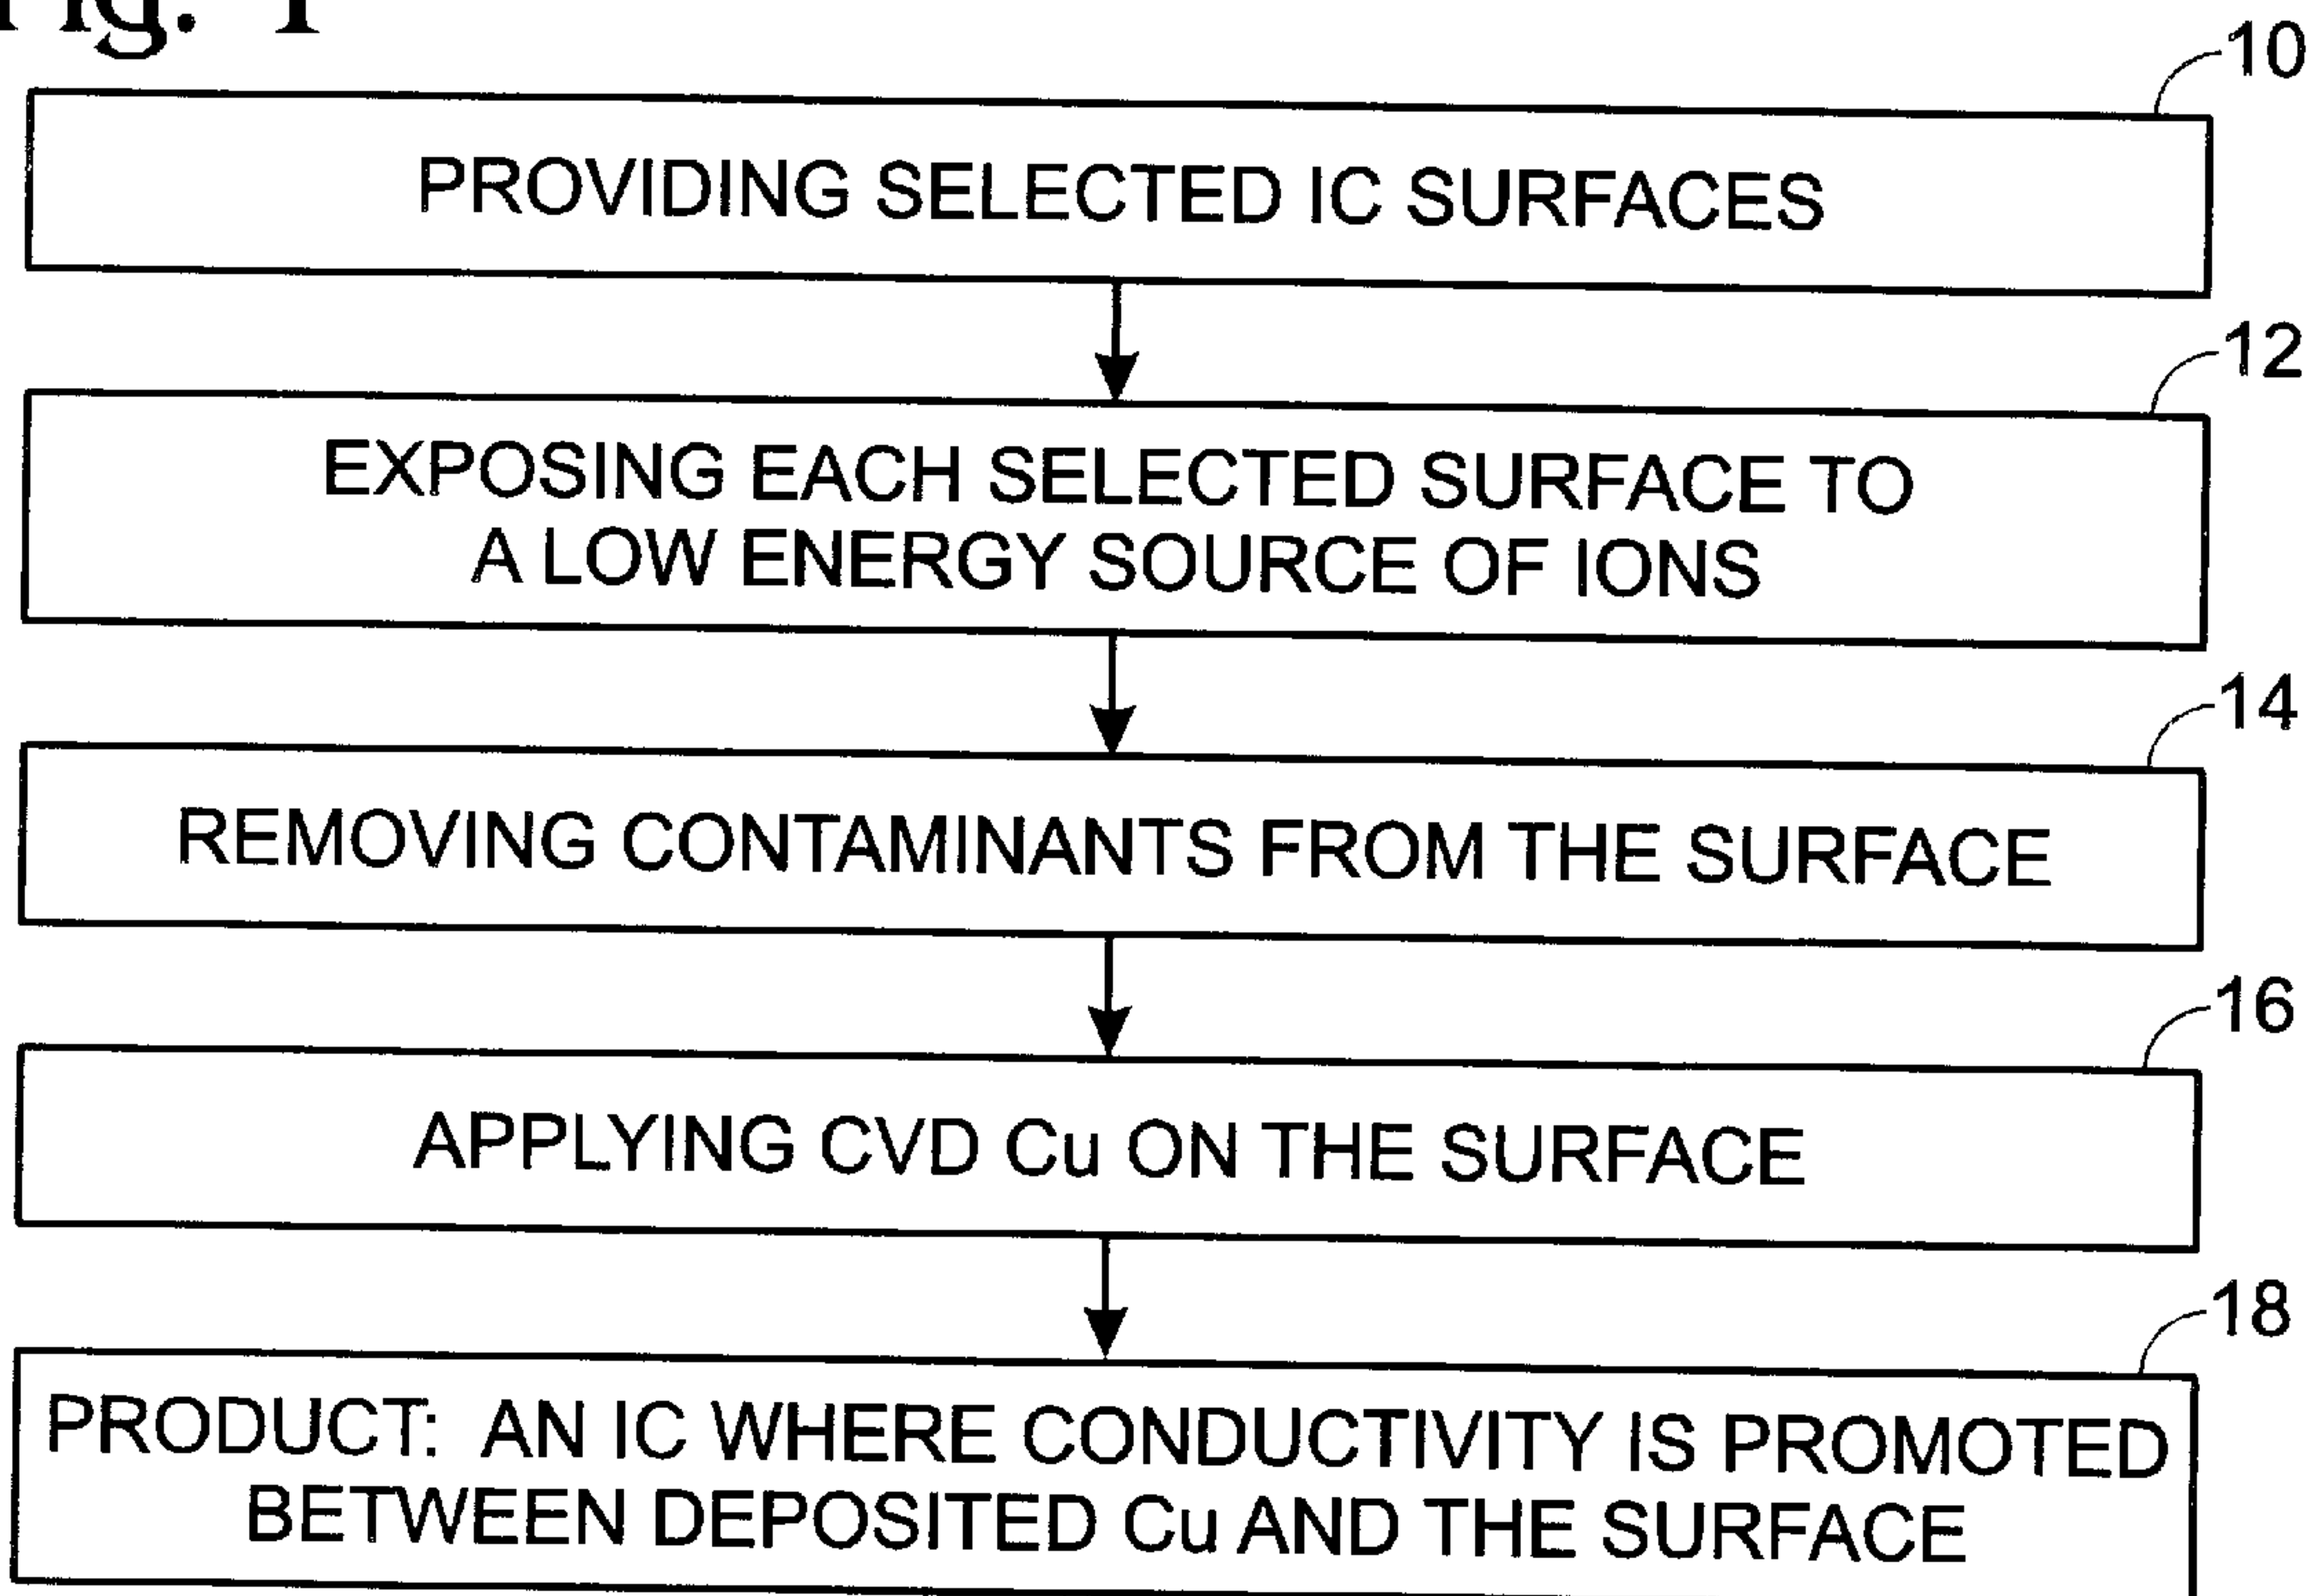 Fig. 1
10
PROVIDING SELECTED IC SURFACES
12
EXPOSING EACH SELECTED SURFACE TO
A LOW ENERGY SOURCE OF IONS
14
REMOVING CONTAMINANTS FROM THE SURFACE
16
APPLYING CVD Cu ON THE SURFACE
18
PRODUCT: AN IC WHERE CONDUCTIVITY IS PROMOTED
BETWEEN DEPOSITED Cu AND THE SURFACE